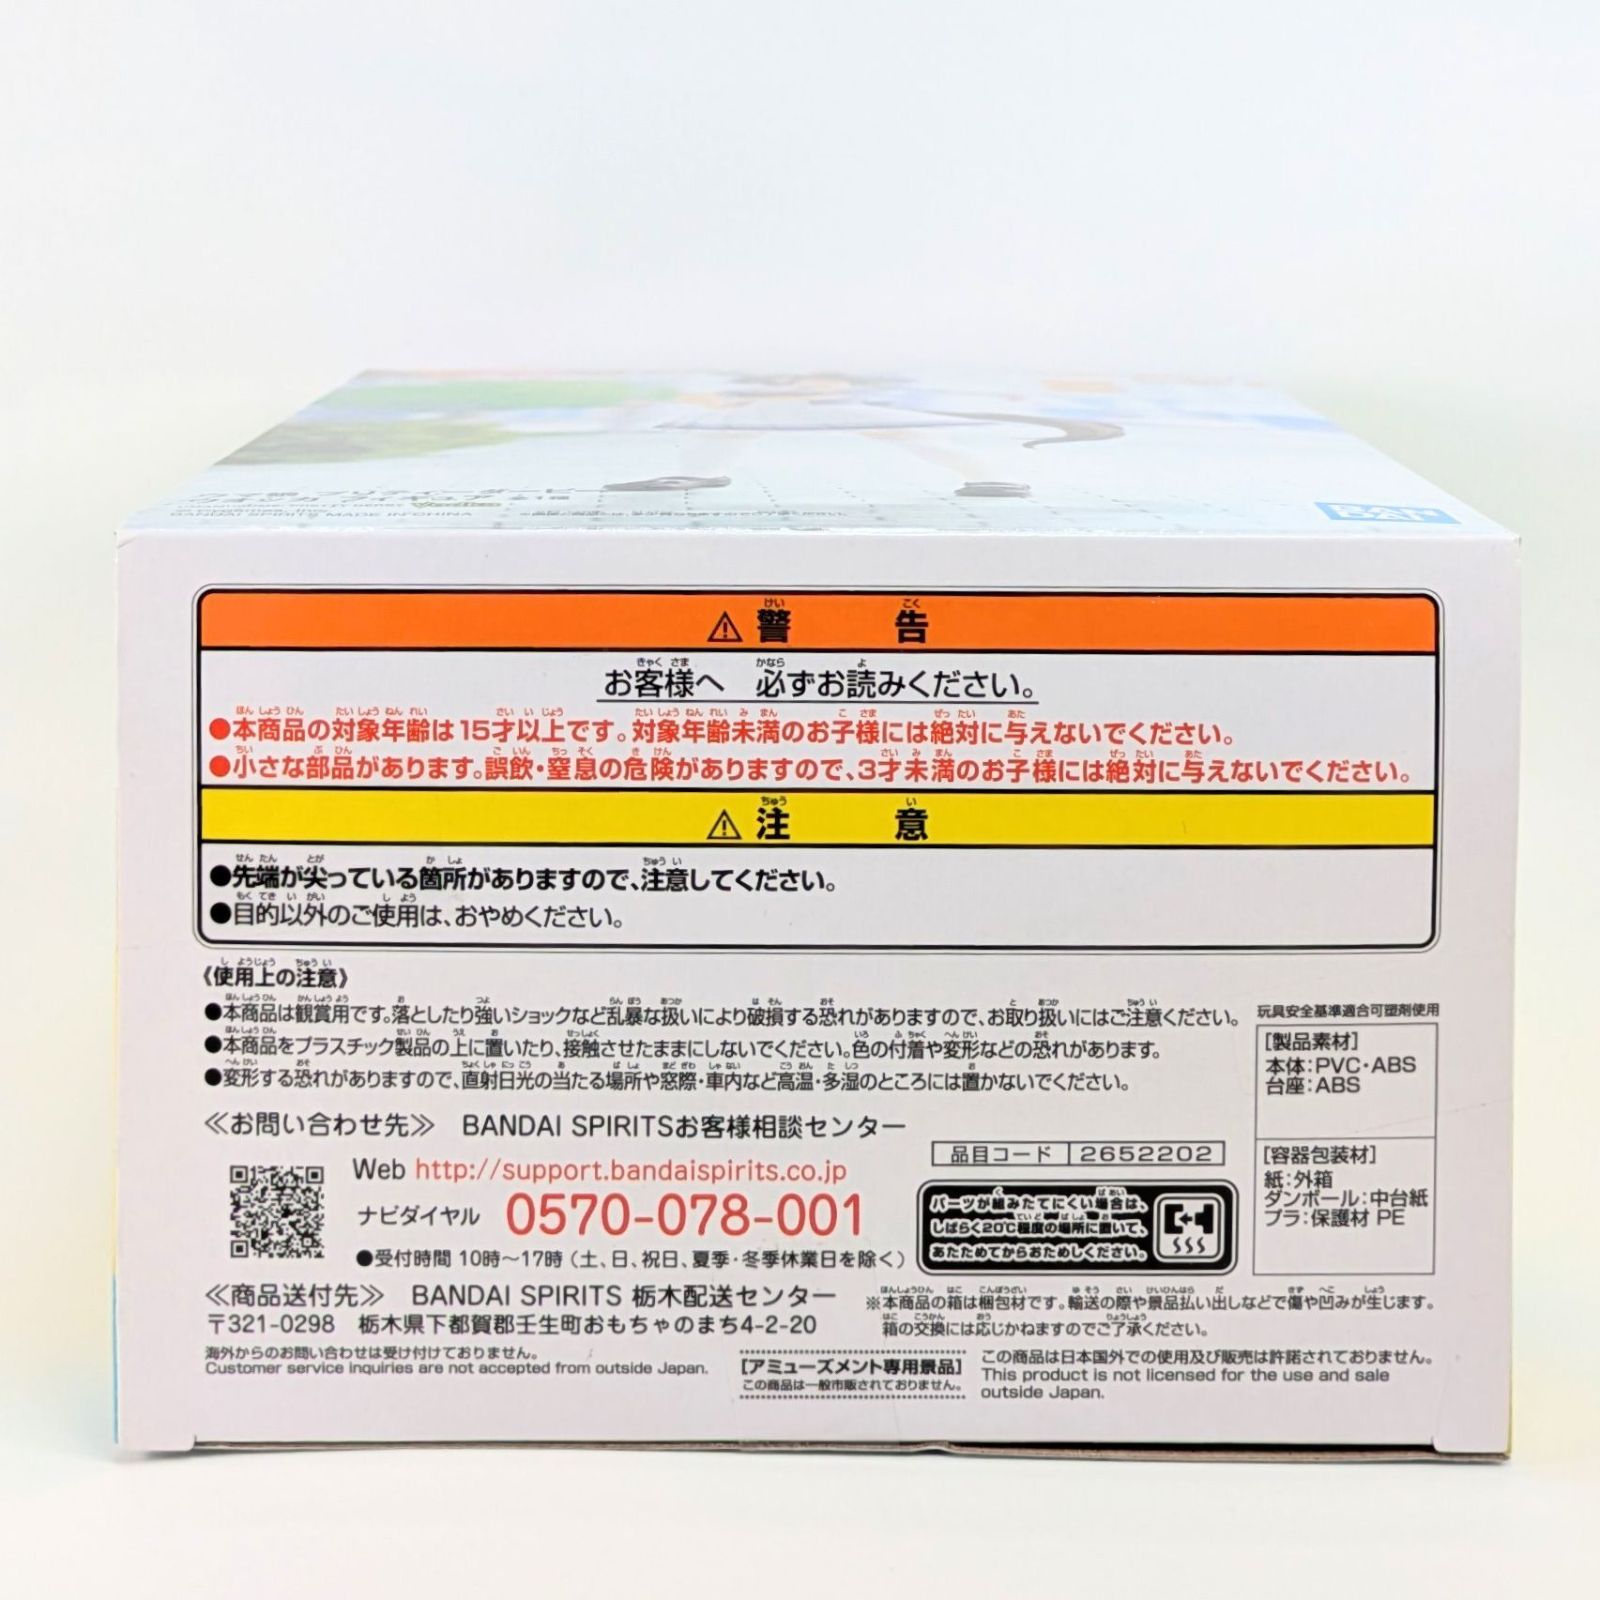 BANDAI SPIRITS MADE IN CHINA
BAN
DAI
警告
お客様へ 必ずお読みください。
●本商品の対象年齢は15才以上です。対象年齢未満のお子様には絶対に与えないでください。
●小さな部品があります。誤飲・窒息の危険がありますので、3才未満のお子様には絶対に与えないでください。
注意
●先端が尖っている箇所がありますので、注意してください。
●目的以外のご使用は、おやめください。
《使用上の注意》
●本商品は観賞用です。落としたり強いショックなど乱暴な扱いにより破損する恐れがありますので、お取り扱いにはご注意ください。
●本商品をプラスチック製品の上に置いたり、接触させたままにしないでください。色の付着や変形などの恐れがあります。
●変形する恐れがありますので、直射日光の当たる場所や窓際・車内など高温・多湿のところには置かないでください。
玩具安全基準適合可塑剤使用
[製品素材]
本体:PVC・ABS
台座:ABS
[容器包装材]
紙:外箱
ダンボール:中台紙
プラ:保護材 PE
≪お問い合わせ先≫ BANDAI SPIRITSお客様相談センター
Web http://support.bandaispirits.co.jp
ナビダイヤル 0570-078-001
●受付時間 10時〜17時(土、日、祝日、夏季・冬季休業日を除く)
品目コード 2652202
パーツが組みたてにくい場合は、
しばらく20℃程度の場所に置いて、
あたためてからおためしください。
≪商品送付先≫ BANDAI SPIRITS 栃木配送センター
〒321-0298 栃木県下都賀郡壬生町おもちゃのまち4-2-20
※本商品の箱は梱包材です。輸送の際や景品払い出しなどで傷や凹みが生じます。
箱の交換には応じかねますのでご了承ください。
海外からのお問い合わせは受け付けておりません。
Customer service inquiries are not accepted from outside Japan.
[アミューズメント専用景品]
この商品は一般市販されておりません。
この商品は日本国外での使用及び販売は許諾されておりません。
This product is not licensed for the use and sale
outside Japan.